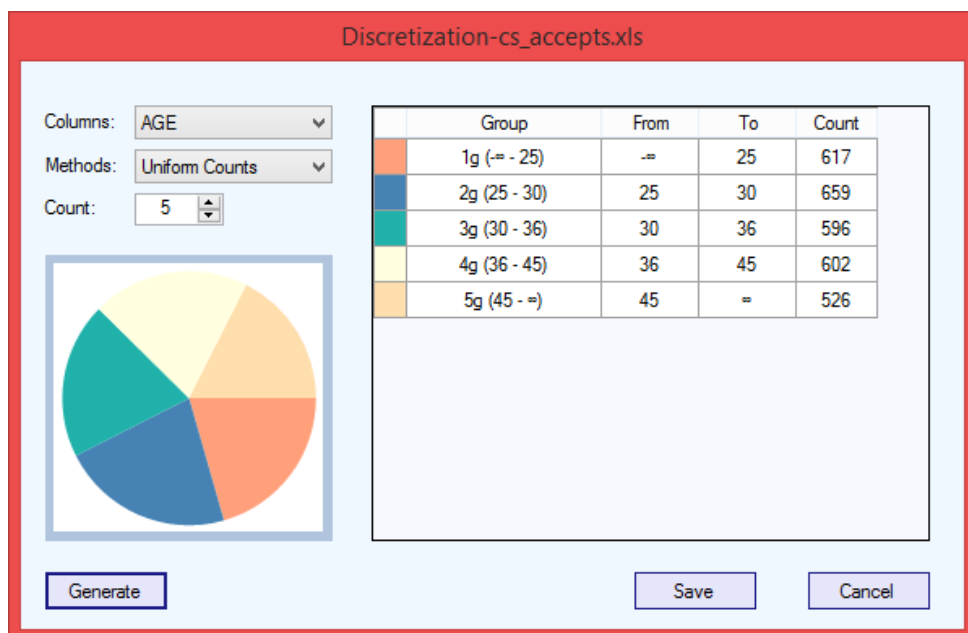 Discretization-cs_accepts.xls
Columns: AGE
Methods: Uniform Counts
Count: 5
Group From To Count
1g (-∞ - 25) -∞ 25 617
2g (25 - 30) 25 30 659
3g (30 - 36) 30 36 596
4g (36 - 45) 36 45 602
5g (45 - ∞) 45 ∞ 526
Generate Save Cancel